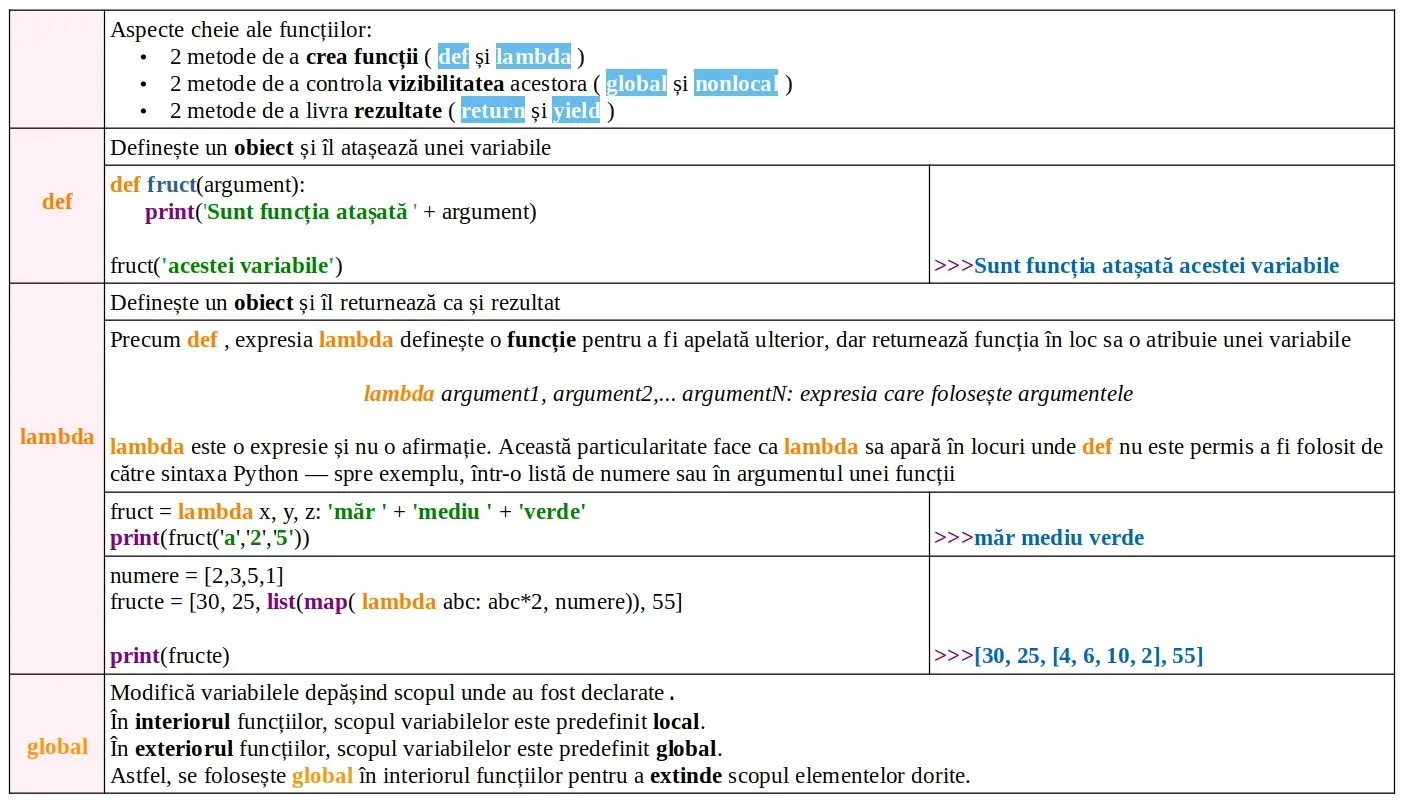 Aspecte cheie ale funcțiilor:
• 2 metode de a crea funcții ( def și lambda )
• 2 metode de a controla vizibilitatea acestora ( global și nonlocal )
• 2 metode de a livra rezultate ( return și yield )
def
Definește un obiect și îl atașează unei variabile
def fruct(argument):
print('Sunt funcția atașată ' + argument)
fruct('acestei variabile')
>>>Sunt funcția atașată acestei variabile
lambda
Definește un obiect și îl returnează ca și rezultat
Precum def , expresia lambda definește o funcție pentru a fi apelată ulterior, dar returnează funcția în loc sa o atribuie unei variabile
lambda argument1, argument2,... argumentN: expresia care folosește argumentele
lambda este o expresie și nu o afirmație. Această particularitate face ca lambda sa apară în locuri unde def nu este permis a fi folosit de
către sintaxa Python — spre exemplu, într-o listă de numere sau în argumentul unei funcții
fruct = lambda x, y, z: 'măr ' + 'mediu ' + 'verde'
print(fruct('a','2','5'))
>>>măr mediu verde
numere = [2,3,5,1]
fructe = [30, 25, list(map( lambda abc: abc*2, numere)), 55]
print(fructe)
>>>[30, 25, [4, 6, 10, 2], 55]
global
Modifică variabilele depășind scopul unde au fost declarate .
În interiorul funcțiilor, scopul variabilelor este predefinit local.
În exteriorul funcțiilor, scopul variabilelor este predefinit global.
Astfel, se folosește global în interiorul funcțiilor pentru a extinde scopul elementelor dorite.